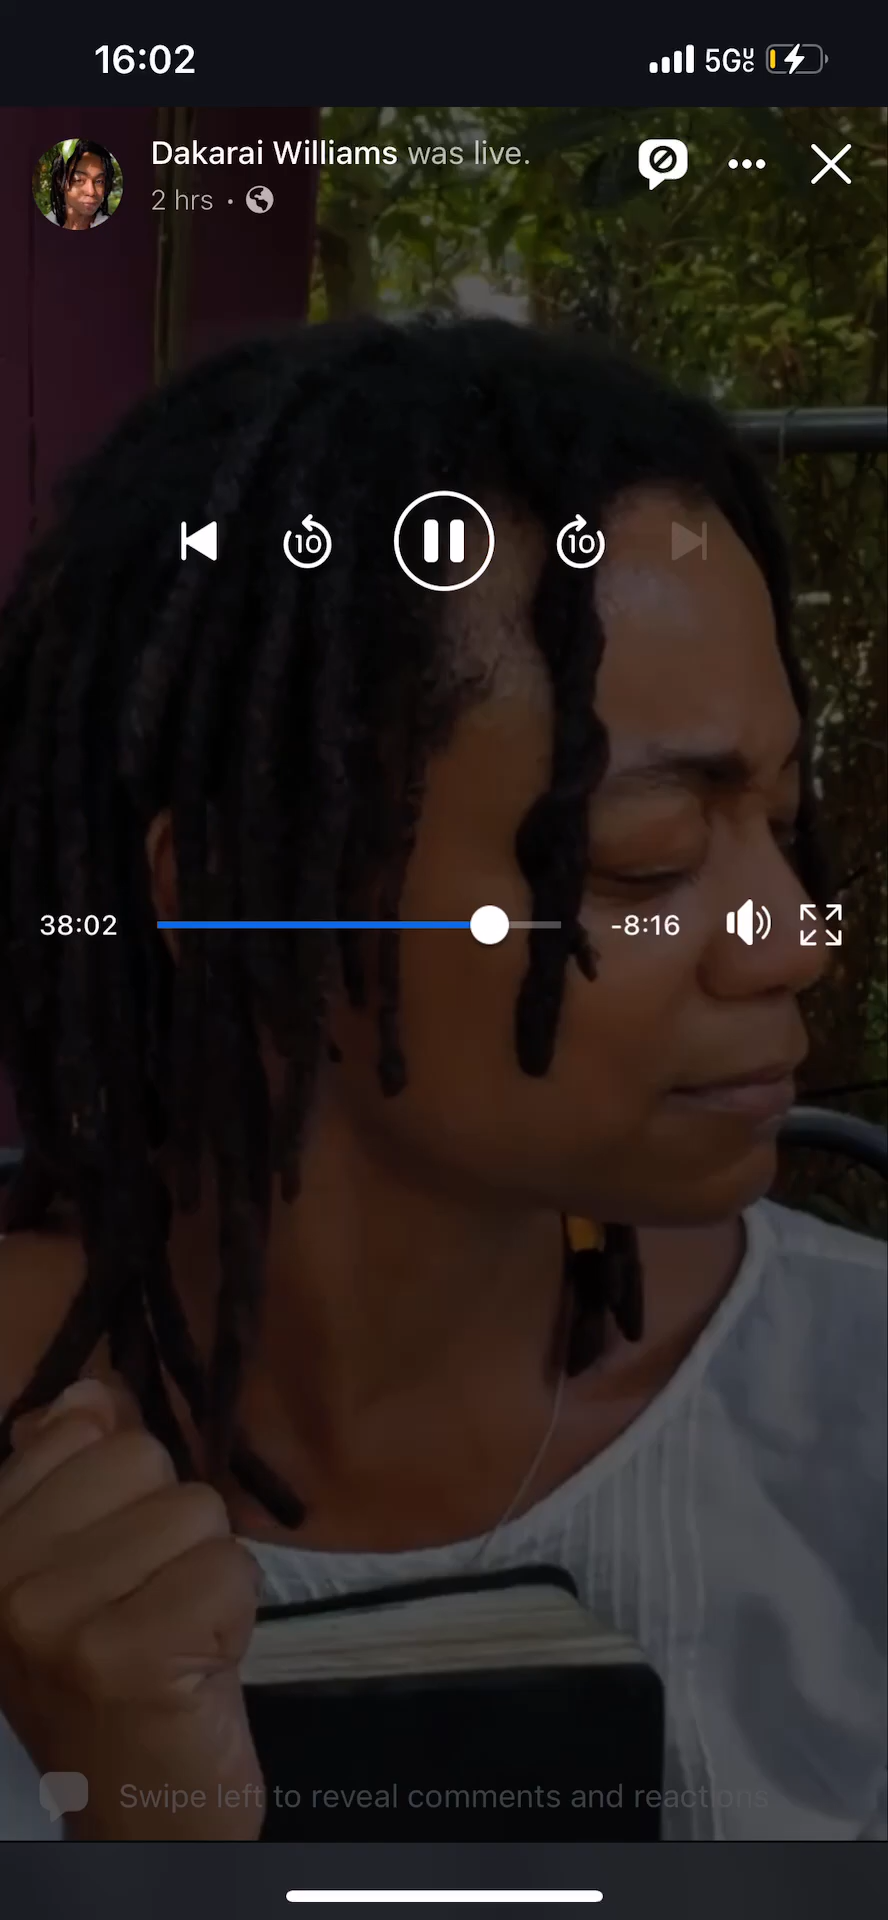 16:02
5GUC
Dakarai Williams was live.
2 hrs ·
10
10
38:02
-8:16
Swipe left to reveal comments and reactions